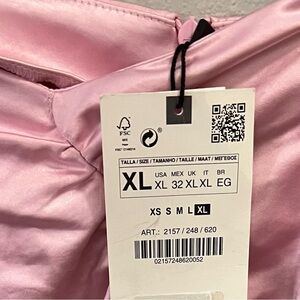 FSC
TALLA / SIZE / TAMANHO / TAILLE / MAAT / ΜΕΓΕΘΟΣ
XL USA MEX UK IT BR
XL 32 XL XL EG
XS S M L XL
ART.: 2157 / 248 / 620
02157248620052